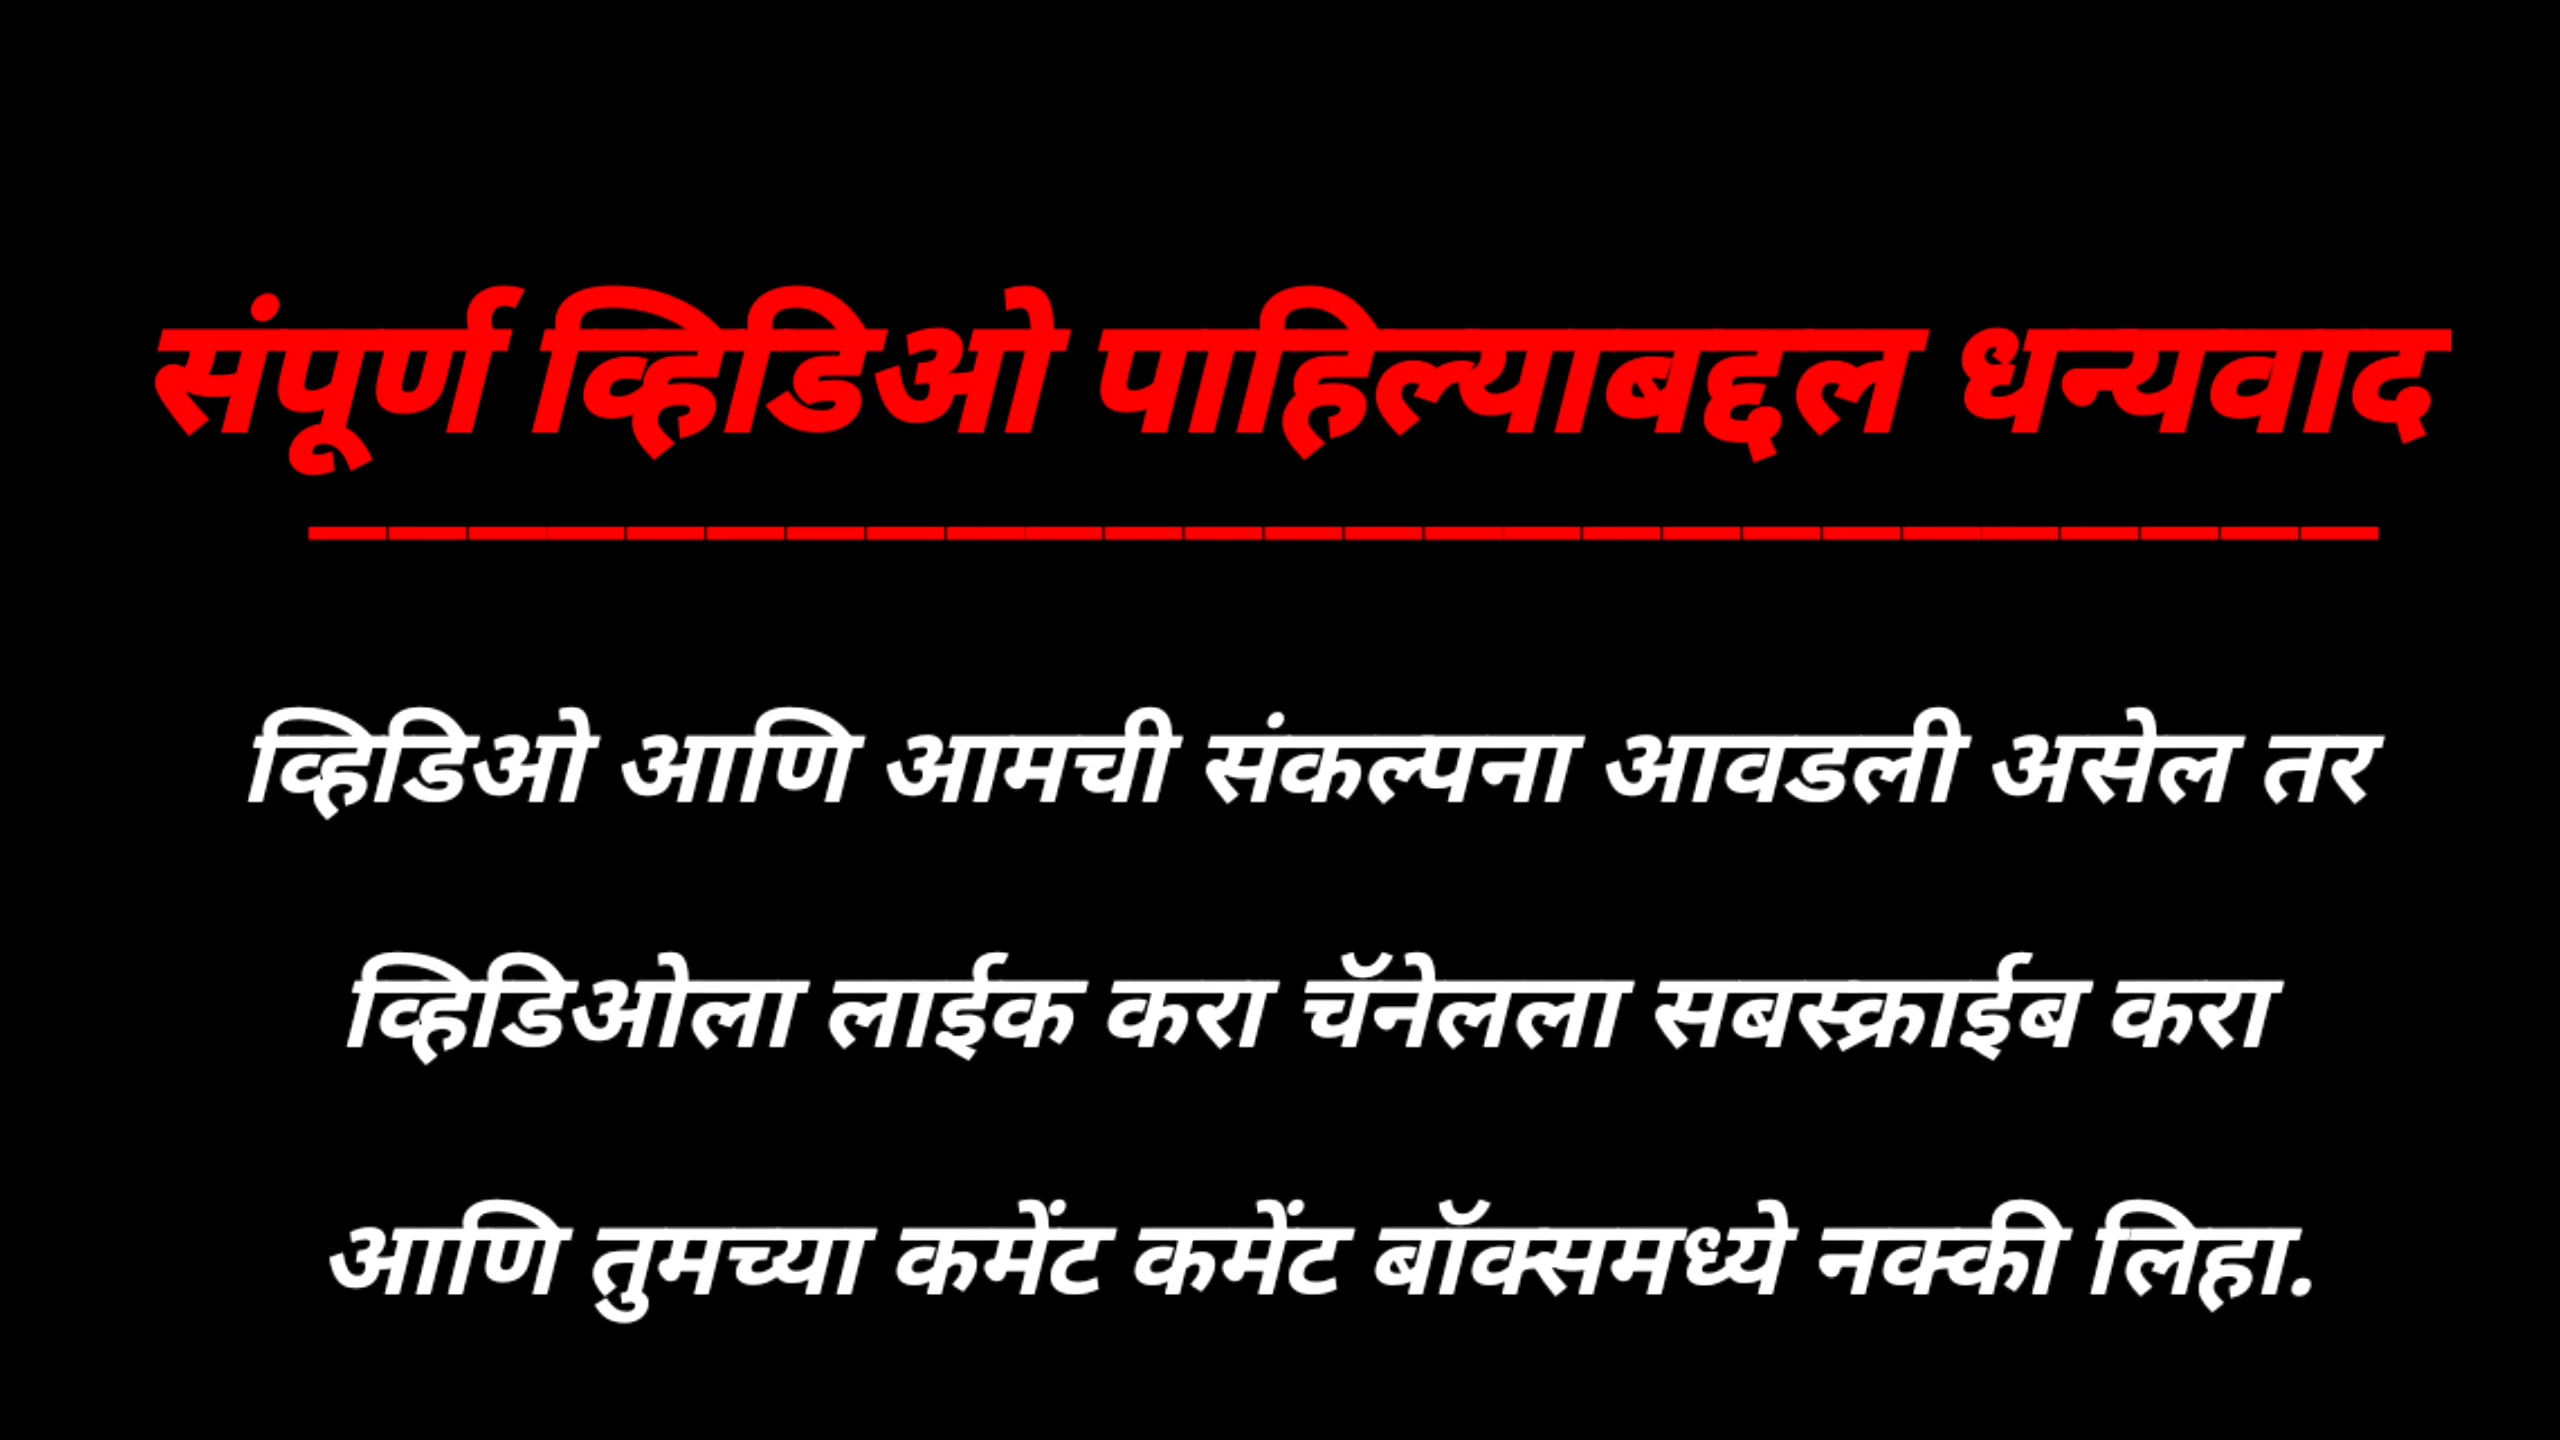 संपूर्ण व्हिडिओ पाहिल्याबद्दल धन्यवाद
व्हिडिओ आणि आमची संकल्पना आवडली असेल तर
व्हिडिओला लाईक करा चॅनेलला सबस्क्राईब करा
आणि तुमच्या कमेंट कमेंट बॉक्समध्ये नक्की लिहा.